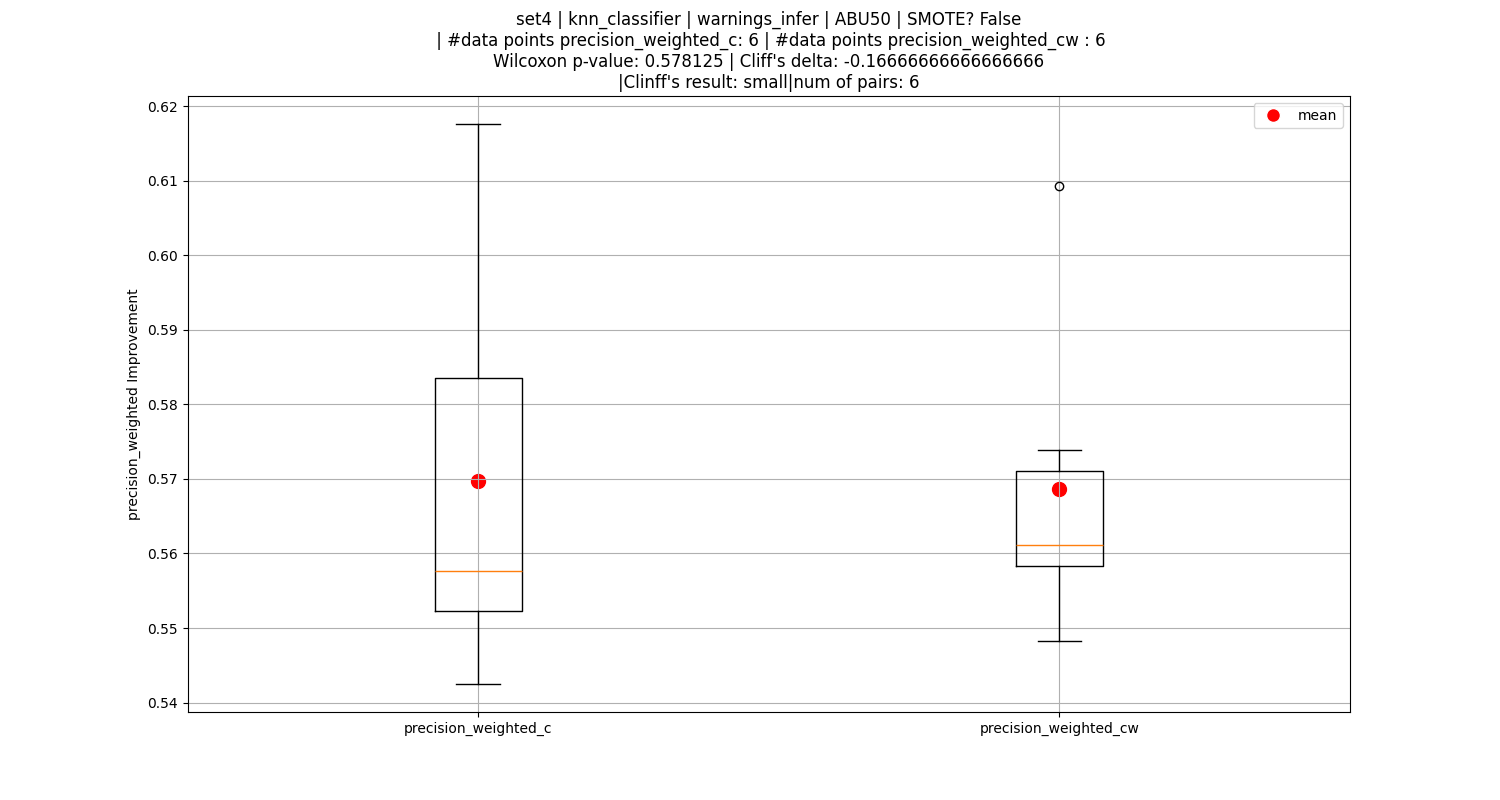 set4 | knn_classifier | warnings_infer | ABU50 | SMOTE? False
| #data points precision_weighted_c: 6 | #data points precision_weighted_cw : 6
Wilcoxon p-value: 0.578125 | Cliff's delta: -0.16666666666666666
|Clinff's result: small|num of pairs: 6
mean
precision_weighted Improvement
0.62
0.61
0.60
0.59
0.58
0.57
0.56
0.55
0.54
precision_weighted_c
precision_weighted_cw